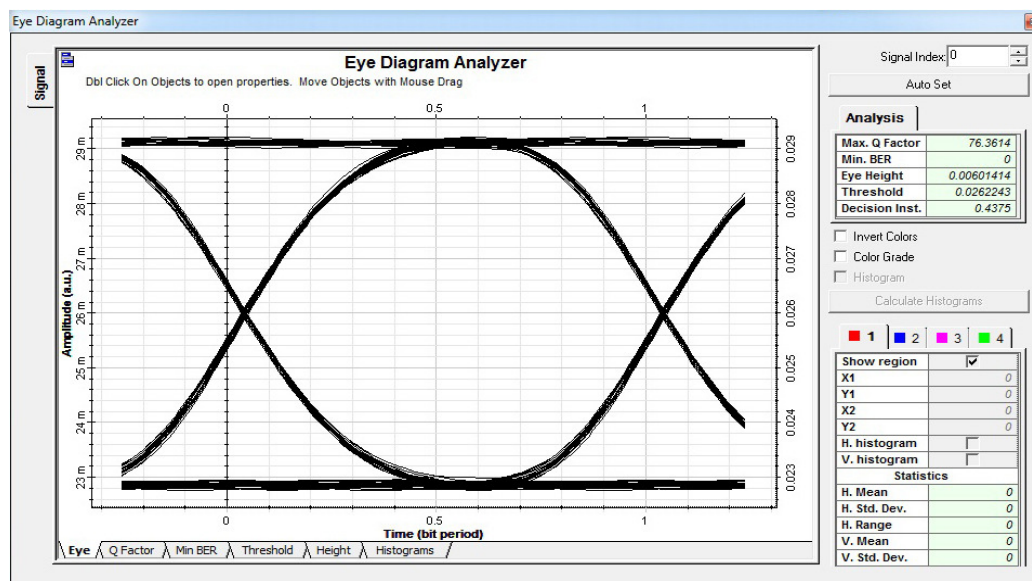 Eye Diagram Analyzer
Signal
Eye Diagram Analyzer
Dbl Click On Objects to open properties. Move Objects with Mouse Drag
0 0.5 1
Amplitude (a.u.)
29 m
28 m
27 m
26 m
25 m
24 m
23 m
0.029
0.028
0.027
0.026
0.025
0.024
0.023
0 0.5 1
Time (bit period)
Eye Q Factor Min BER Threshold Height Histograms
Signal Index: 0
Auto Set
Analysis
Max. Q Factor 76.3614
Min. BER 0
Eye Height 0.00601414
Threshold 0.0262243
Decision Inst. 0.4375
Invert Colors
Color Grade
Histogram
Calculate Histograms
1 2 3 4
Show region
X1 0
Y1 0
X2 0
Y2 0
H. histogram
V. histogram
Statistics
H. Mean 0
H. Std. Dev. 0
H. Range 0
V. Mean 0
V. Std. Dev. 0